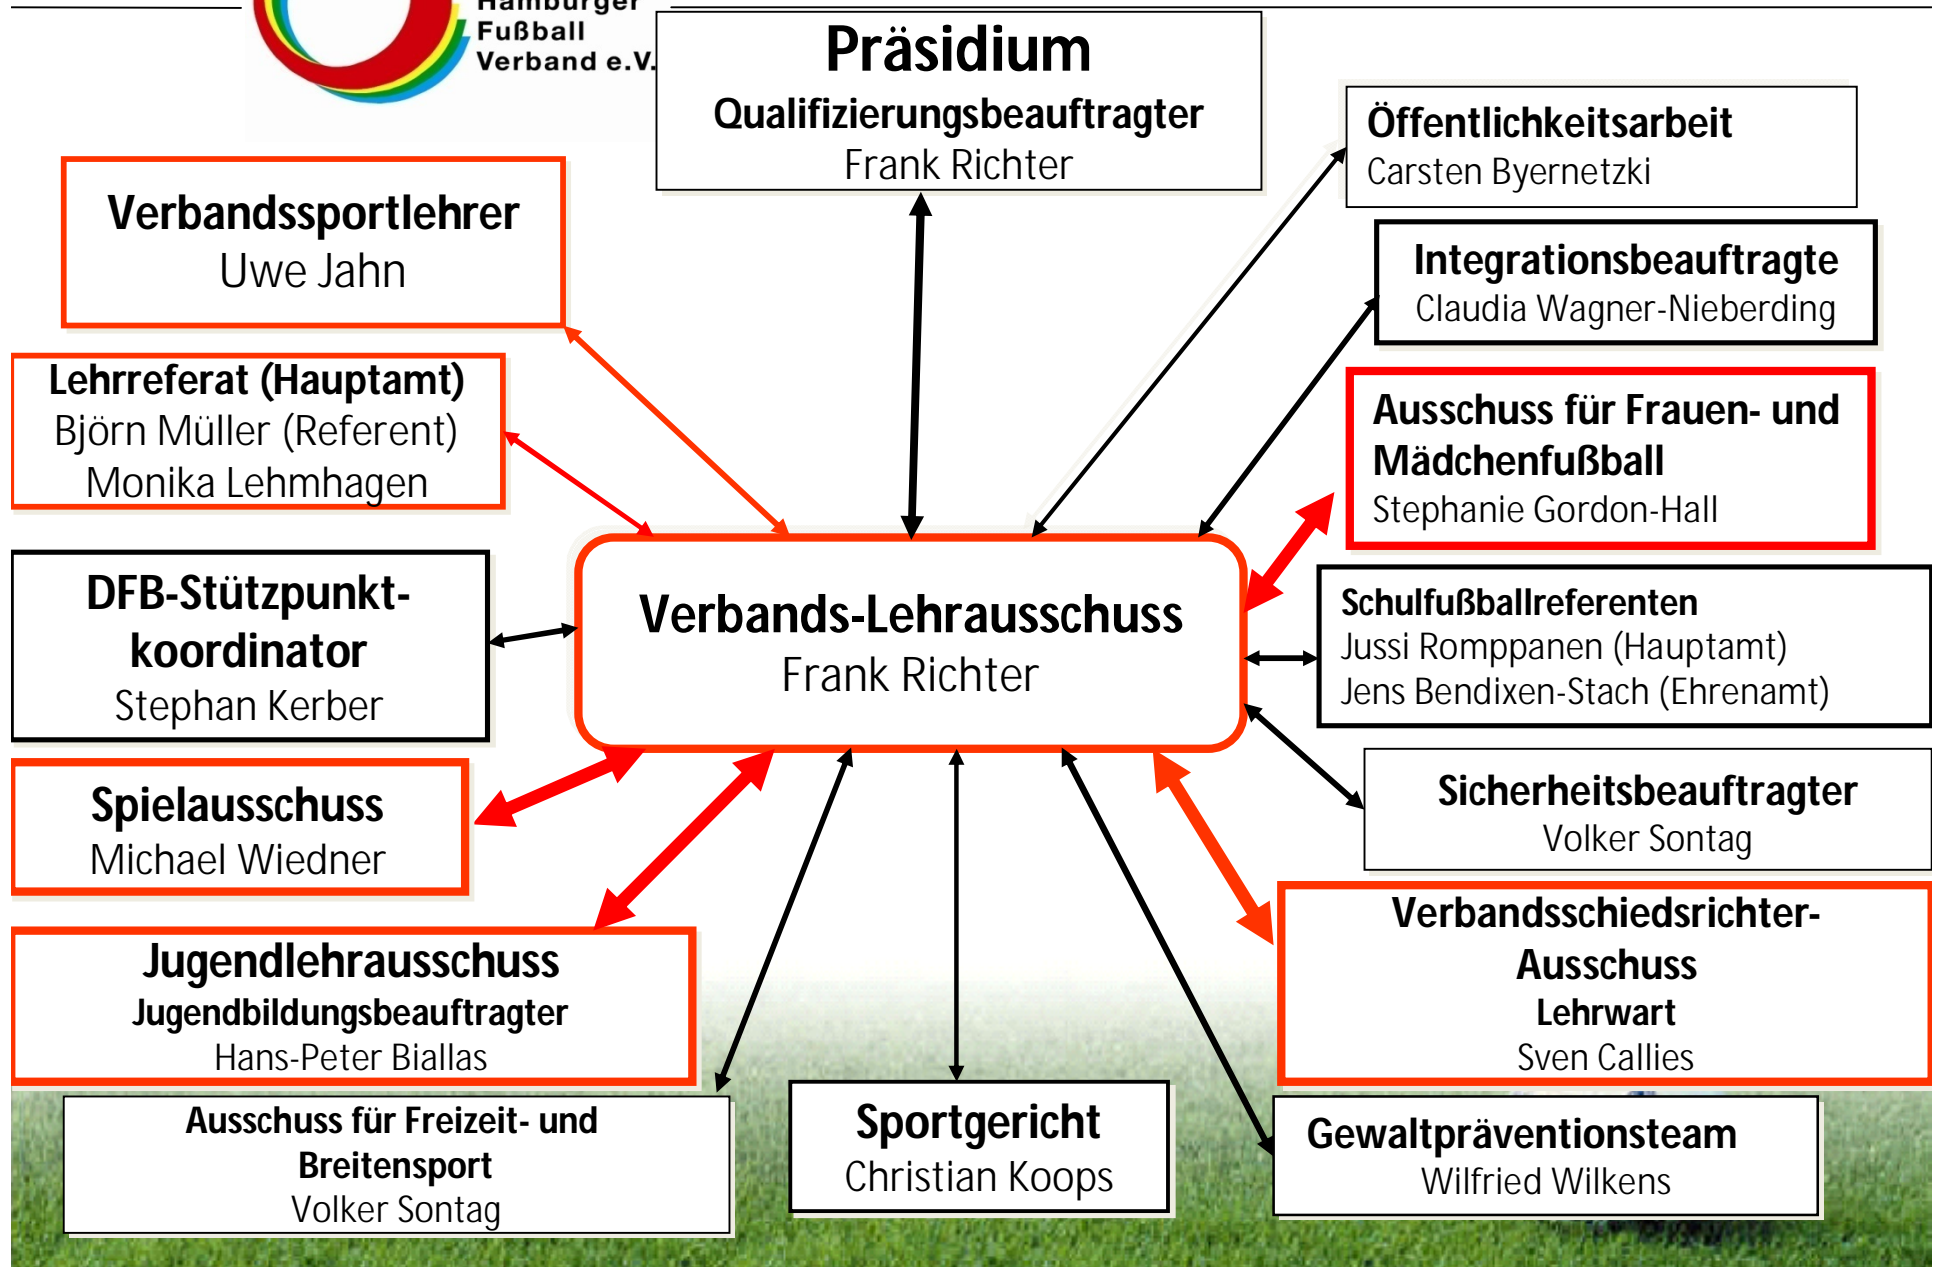 Hamburger
Fußball
Verband e.V.
Präsidium
Qualifizierungsbeauftragter
Frank Richter
Öffentlichkeitsarbeit
Carsten Byernetzki
Verbandssportlehrer
Uwe Jahn
Integrationsbeauftragte
Claudia Wagner-Nieberding
Lehrreferat (Hauptamt)
Björn Müller (Referent)
Monika Lehmhagen
Ausschuss für Frauen- und
Mädchenfußball
Stephanie Gordon-Hall
DFB-Stützpunkt-
koordinator
Stephan Kerber
Verbands-Lehrausschuss
Frank Richter
Schulfußballreferenten
Jussi Romppanen (Hauptamt)
Jens Bendixen-Stach (Ehrenamt)
Spielausschuss
Michael Wiedner
Sicherheitsbeauftragter
Volker Sontag
Jugendlehrausschuss
Jugendbildungsbeauftragter
Hans-Peter Biallas
Verbandsschiedsrichter-
Ausschuss
Lehrwart
Sven Callies
Ausschuss für Freizeit- und
Breitensport
Volker Sontag
Sportgericht
Christian Koops
Gewaltpräventionsteam
Wilfried Wilkens